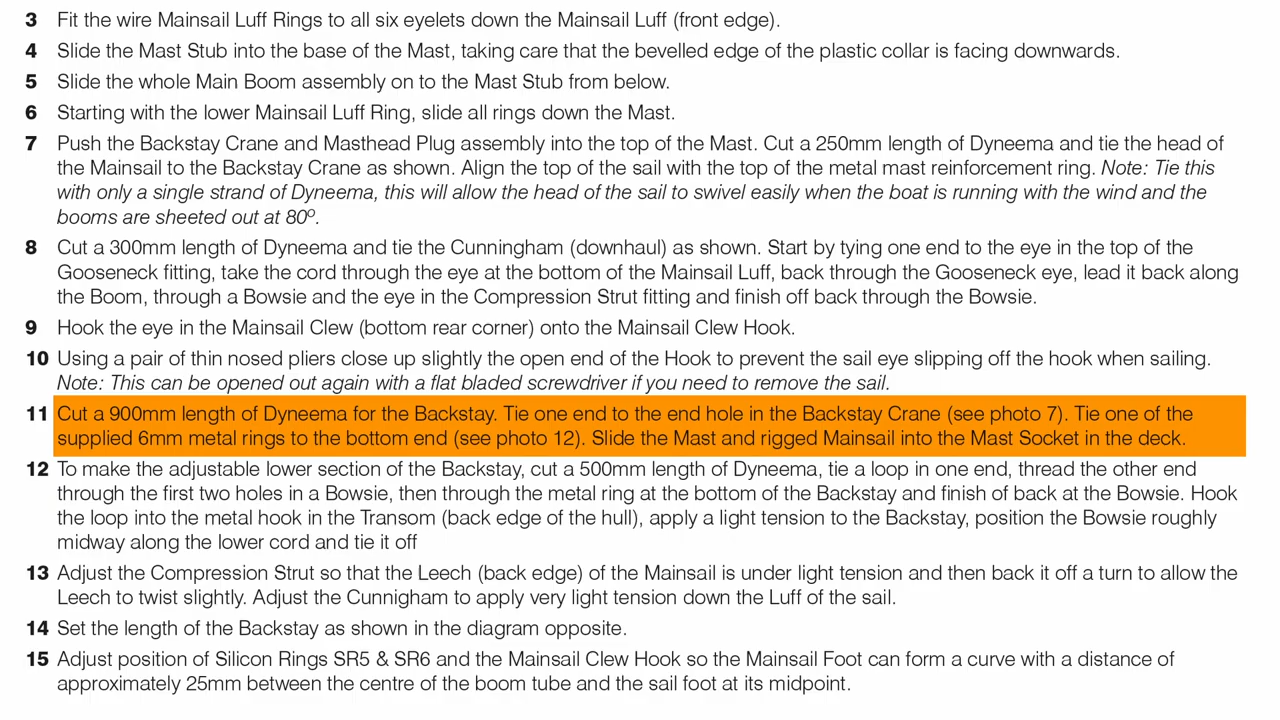 3 Fit the wire Mainsail Luff Rings to all six eyelets down the Mainsail Luff (front edge).
4 Slide the Mast Stub into the base of the Mast, taking care that the bevelled edge of the plastic collar is facing downwards.
5 Slide the whole Main Boom assembly on to the Mast Stub from below.
6 Starting with the lower Mainsail Luff Ring, slide all rings down the Mast.
7 Push the Backstay Crane and Masthead Plug assembly into the top of the Mast. Cut a 250mm length of Dyneema and tie the head of
the Mainsail to the Backstay Crane as shown. Align the top of the sail with the top of the metal mast reinforcement ring. Note: Tie this
with only a single strand of Dyneema, this will allow the head of the sail to swivel easily when the boat is running with the wind and the
booms are sheeted out at 80º.
8 Cut a 300mm length of Dyneema and tie the Cunningham (downhaul) as shown. Start by tying one end to the eye in the top of the
Gooseneck fitting, take the cord through the eye at the bottom of the Mainsail Luff, back through the Gooseneck eye, lead it back along
the Boom, through a Bowsie and the eye in the Compression Strut fitting and finish off back through the Bowsie.
9 Hook the eye in the Mainsail Clew (bottom rear corner) onto the Mainsail Clew Hook.
10 Using a pair of thin nosed pliers close up slightly the open end of the Hook to prevent the sail eye slipping off the hook when sailing.
Note: This can be opened out again with a flat bladed screwdriver if you need to remove the sail.
11 Cut a 900mm length of Dyneema for the Backstay. Tie one end to the end hole in the Backstay Crane (see photo 7). Tie one of the
supplied 6mm metal rings to the bottom end (see photo 12). Slide the Mast and rigged Mainsail into the Mast Socket in the deck.
12 To make the adjustable lower section of the Backstay, cut a 500mm length of Dyneema, tie a loop in one end, thread the other end
through the first two holes in a Bowsie, then through the metal ring at the bottom of the Backstay and finish of back at the Bowsie. Hook
the loop into the metal hook in the Transom (back edge of the hull), apply a light tension to the Backstay, position the Bowsie roughly
midway along the lower cord and tie it off
13 Adjust the Compression Strut so that the Leech (back edge) of the Mainsail is under light tension and then back it off a turn to allow the
Leech to twist slightly. Adjust the Cunnigham to apply very light tension down the Luff of the sail.
14 Set the length of the Backstay as shown in the diagram opposite.
15 Adjust position of Silicon Rings SR5 & SR6 and the Mainsail Clew Hook so the Mainsail Foot can form a curve with a distance of
approximately 25mm between the centre of the boom tube and the sail foot at its midpoint.